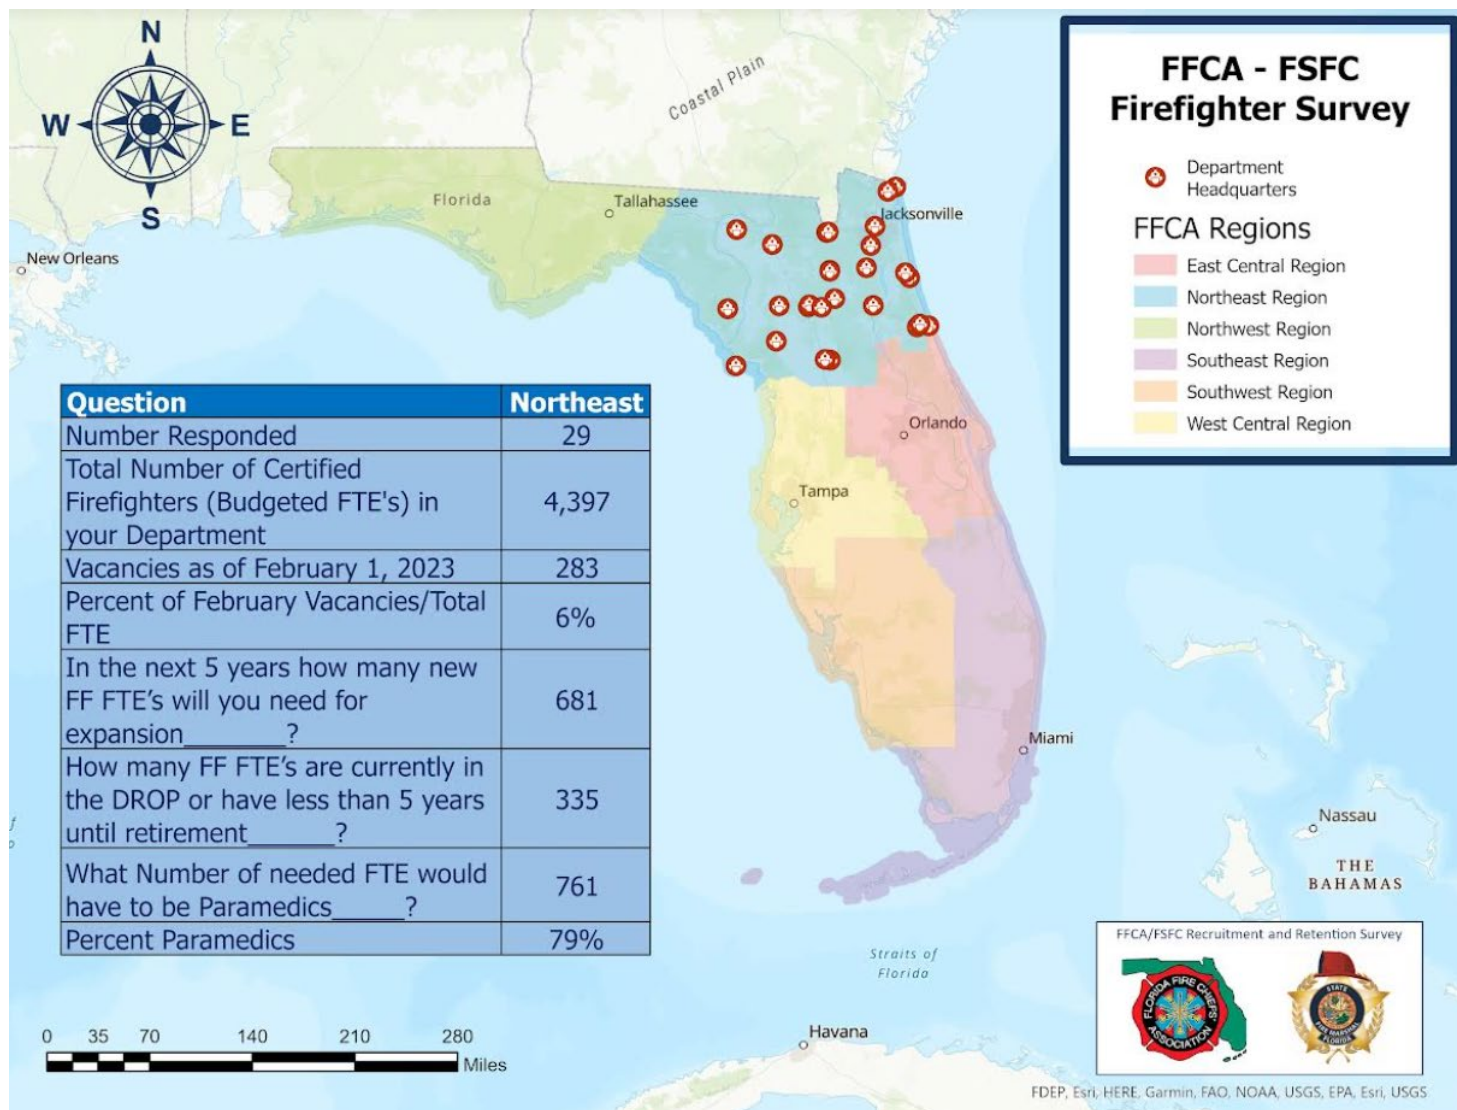 N
W
E
S
Coastal Plain
Florida
Tallahassee
Jacksonville
New Orleans
Orlando
Tampa
Miami
Nassau
THE
BAHAMAS
Straits of
Florida
Havana
FFCA - FSFC
Firefighter Survey
Department
Headquarters
FFCA Regions
East Central Region
Northeast Region
Northwest Region
Southeast Region
Southwest Region
West Central Region
Question Northeast
Number Responded 29
Total Number of Certified
Firefighters (Budgeted FTE's) in
your Department
4,397
Vacancies as of February 1, 2023 283
Percent of February Vacancies/Total
FTE
6%
In the next 5 years how many new
FF FTE’s will you need for
expansion_______?
681
How many FF FTE’s are currently in
the DROP or have less than 5 years
until retirement______?
335
What Number of needed FTE would
have to be Paramedics_____?
761
Percent Paramedics 79%
0 35 70 140 210 280
Miles
FFCA/FSFC Recruitment and Retention Survey
FLORIDA FIRE CHIEFS'
ASSOCIATION
STATE
FIRE MARSHAL
FLORIDA
FDEP, Esri, HERE, Garmin, FAO, NOAA, USGS, EPA, Esri, USGS